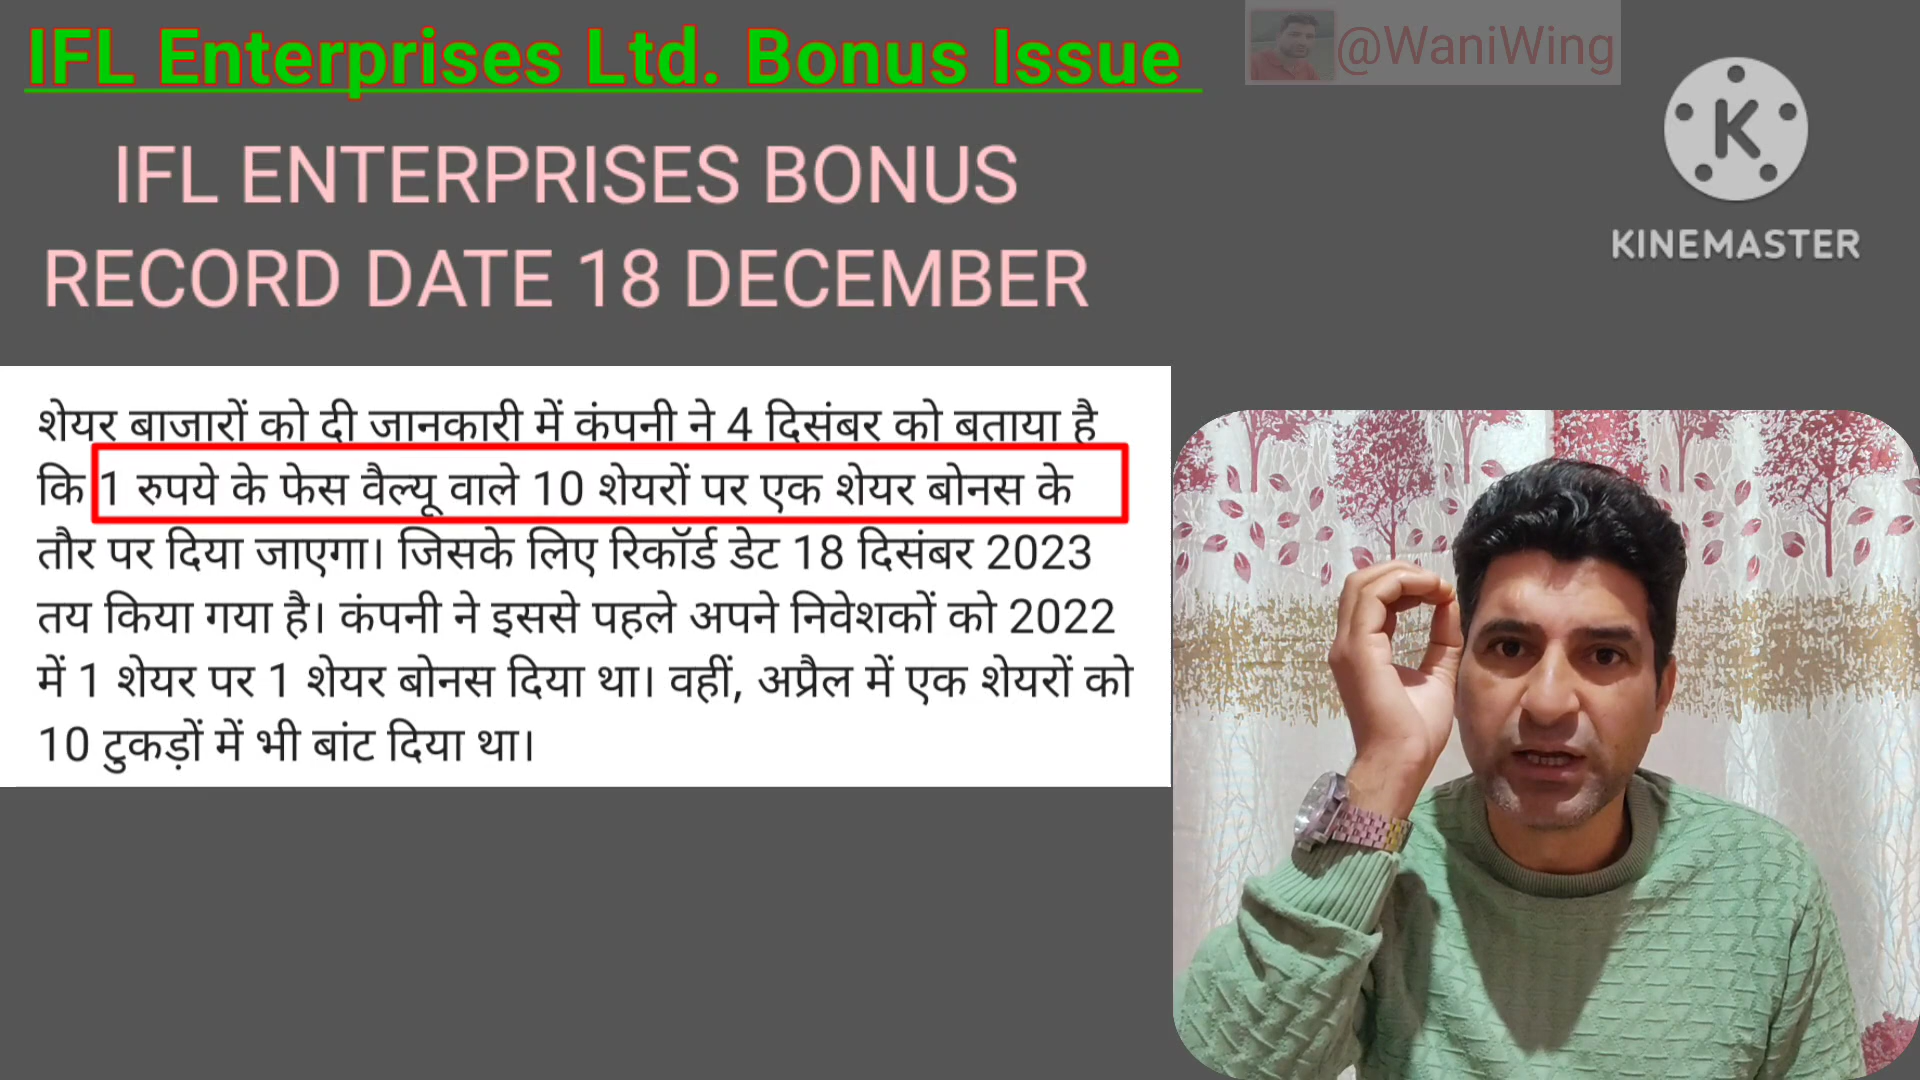 IFL Enterprises Ltd. Bonus Issue
@WaniWing
K
KINEMASTER
IFL ENTERPRISES BONUS
RECORD DATE 18 DECEMBER
शेयर बाजारों को दी जानकारी में कंपनी ने 4 दिसंबर को बताया है
कि 1 रुपये के फेस वैल्यू वाले 10 शेयरों पर एक शेयर बोनस के
तौर पर दिया जाएगा। जिसके लिए रिकॉर्ड डेट 18 दिसंबर 2023
तय किया गया है। कंपनी ने इससे पहले अपने निवेशकों को 2022
में 1 शेयर पर 1 शेयर बोनस दिया था। वहीं, अप्रैल में एक शेयरों को
10 टुकड़ों में भी बांट दिया था।